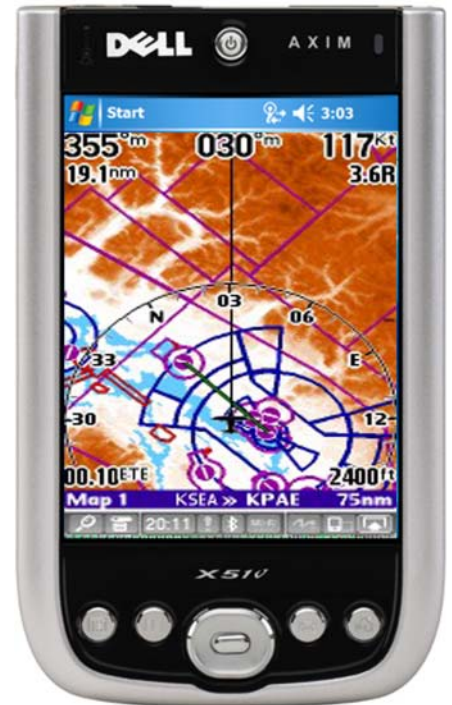 DELL AXIM
Start 3:03
355°m 030°m 117Kt
19.1nm 3.6R
03
N 06
33 E
30 12
00.10ETE 2400ft
Map 1 KSEA » KPAE 75nm
20:11
X51v